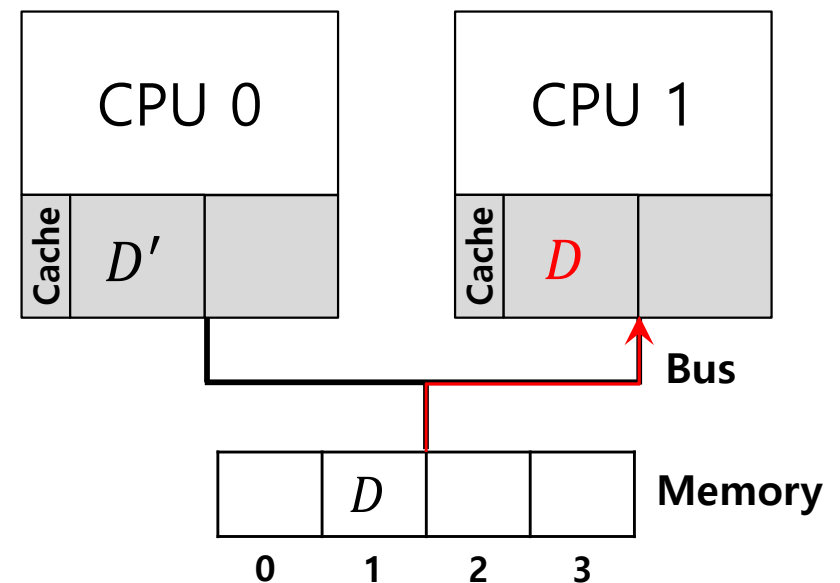 CPU 0
CPU 1
Cache
D′
Cache
D
Bus
D
Memory
0 1 2 3